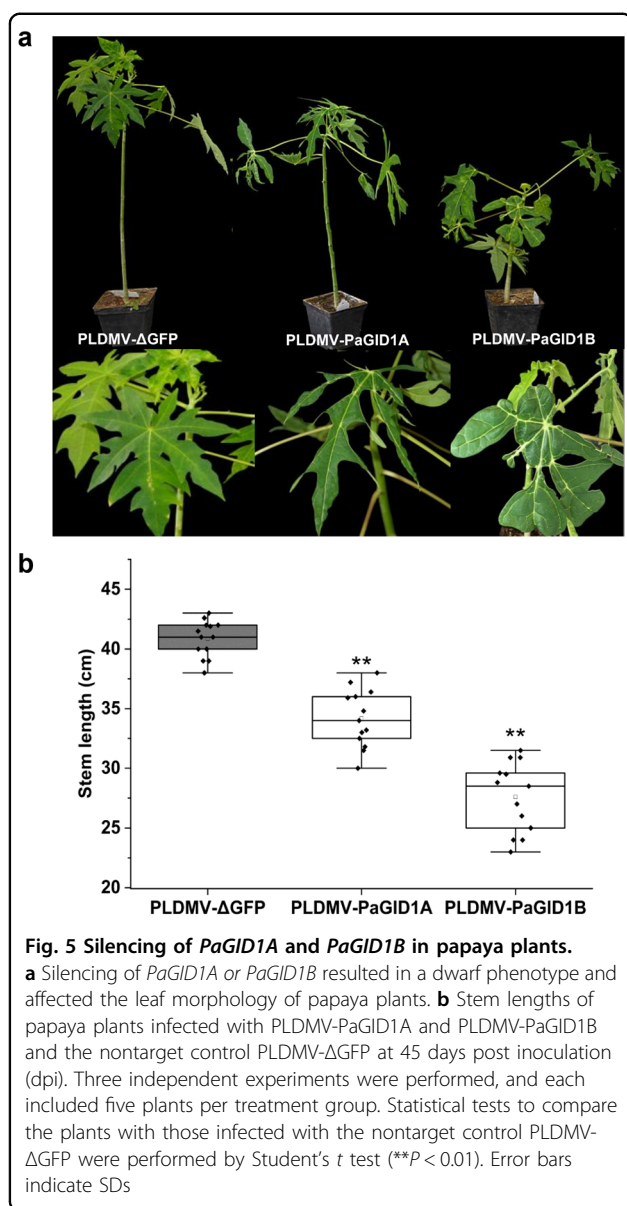 a
PLDMV-ΔGFP
PLDMV-PaGID1A
PLDMV-PaGID1B
b
Stem length (cm)
45
40
35
30
25
20
**
**
PLDMV-ΔGFP
PLDMV-PaGID1A
PLDMV-PaGID1B
Fig. 5 Silencing of PaGID1A and PaGID1B in papaya plants.
a Silencing of PaGID1A or PaGID1B resulted in a dwarf phenotype and
affected the leaf morphology of papaya plants. b Stem lengths of
papaya plants infected with PLDMV-PaGID1A and PLDMV-PaGID1B
and the nontarget control PLDMV-ΔGFP at 45 days post inoculation
(dpi). Three independent experiments were performed, and each
included five plants per treatment group. Statistical tests to compare
the plants with those infected with the nontarget control PLDMV-
ΔGFP were performed by Student's t test (**P < 0.01). Error bars
indicate SDs